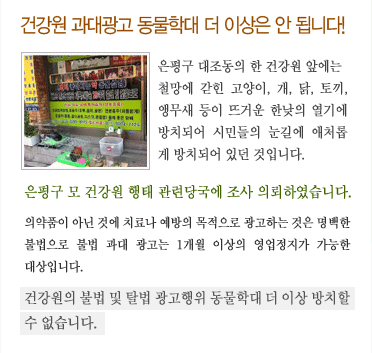 건강원 과대광고 동물학대 더 이상은 안 됩니다!
은평구 대조동의 한 건강원 앞에는
철망에 갇힌 고양이, 개, 닭, 토끼,
앵무새 등이 뜨거운 한낮의 열기에
방치되어 시민들의 눈길에 애처롭
게 방치되어 있던 것입니다.
은평구 모 건강원 행태 관련당국에 조사 의뢰하였습니다.
의약품이 아닌 것에 치료나 예방의 목적으로 광고하는 것은 명백한
불법으로 불법 과대 광고는 1개월 이상의 영업정지가 가능한
대상입니다.
건강원의 불법 및 탈법 광고행위 동물학대 더 이상 방치할
수 없습니다.